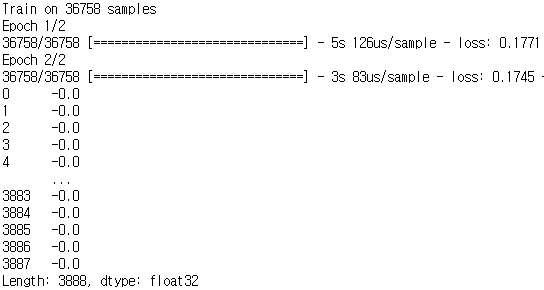 Train on 36758 samples
Epoch 1/2
36758/36758 [==============================] - 5s 126us/sample - loss: 0.1771
Epoch 2/2
36758/36758 [==============================] - 3s 83us/sample - loss: 0.1745 -
0 -0.0
1 -0.0
2 -0.0
3 -0.0
4 -0.0
...
3883 -0.0
3884 -0.0
3885 -0.0
3886 -0.0
3887 -0.0
Length: 3888, dtype: float32